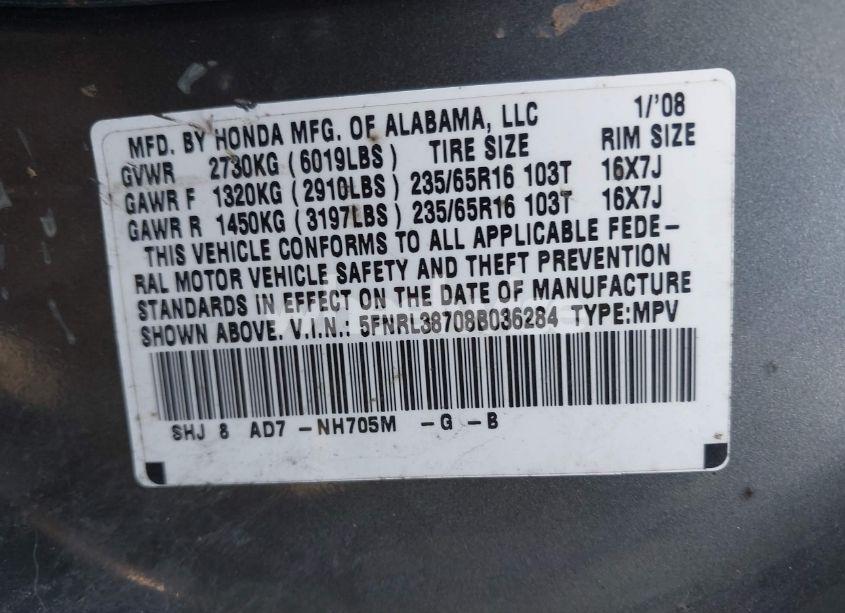 MFD. BY HONDA MFG. OF ALABAMA, LLC 1/'08
GVWR 2730KG (6019LBS) TIRE SIZE RIM SIZE
GAWR F 1320KG (2910LBS) 235/65R16 103T 16X7J
GAWR R 1450KG (3197LBS) 235/65R16 103T 16X7J
THIS VEHICLE CONFORMS TO ALL APPLICABLE FEDE-
RAL MOTOR VEHICLE SAFETY AND THEFT PREVENTION
STANDARDS IN EFFECT ON THE DATE OF MANUFACTURE
SHOWN ABOVE. V.I.N.: 5FNRL38708B036284 TYPE:MPV
SHJ 8 AD7 -NH705M -G -B